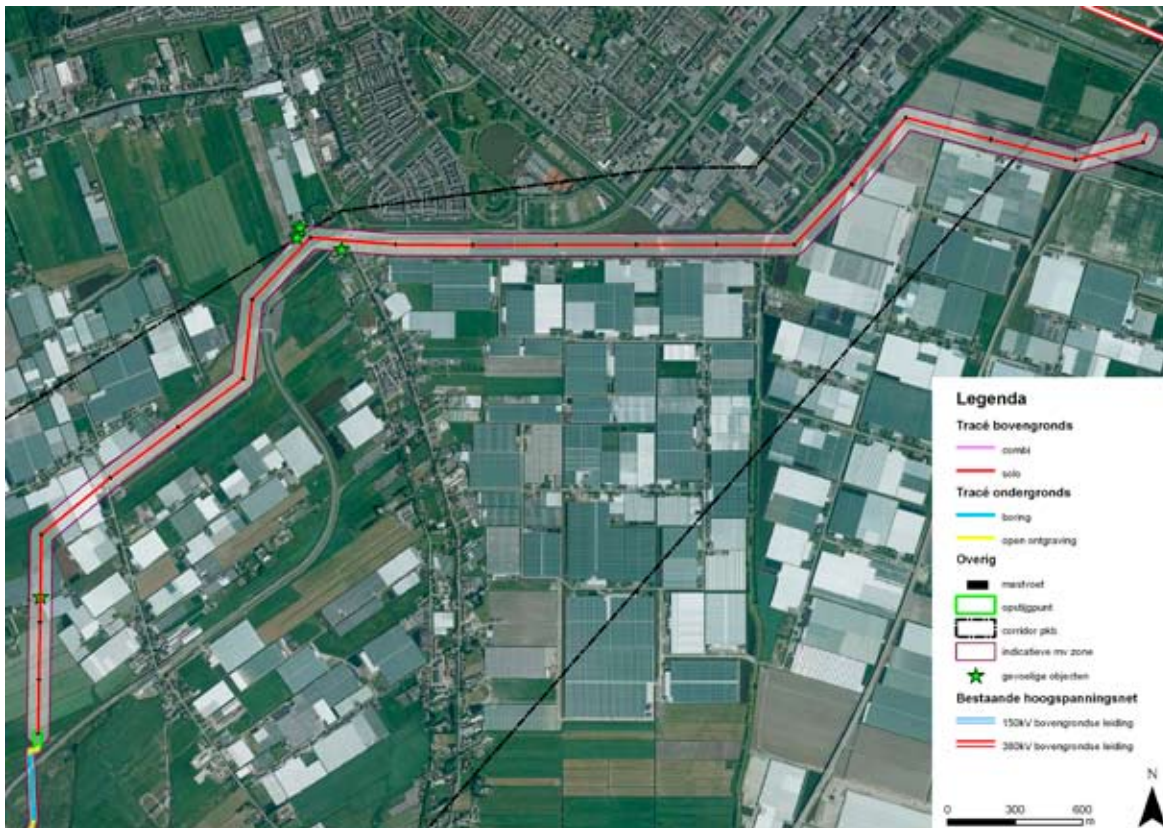 Legenda
Tracé bovengronds
combi
solo
Tracé ondergronds
boring
open ontgraving
Overig
mastvoet
opstijgpunt
corridor pkb
indicatieve mv zone
gevoelige objecten
Bestaande hoogspanningsnet
150kV bovengrondse leiding
380kV bovengrondse leiding
N
0 300 600
m